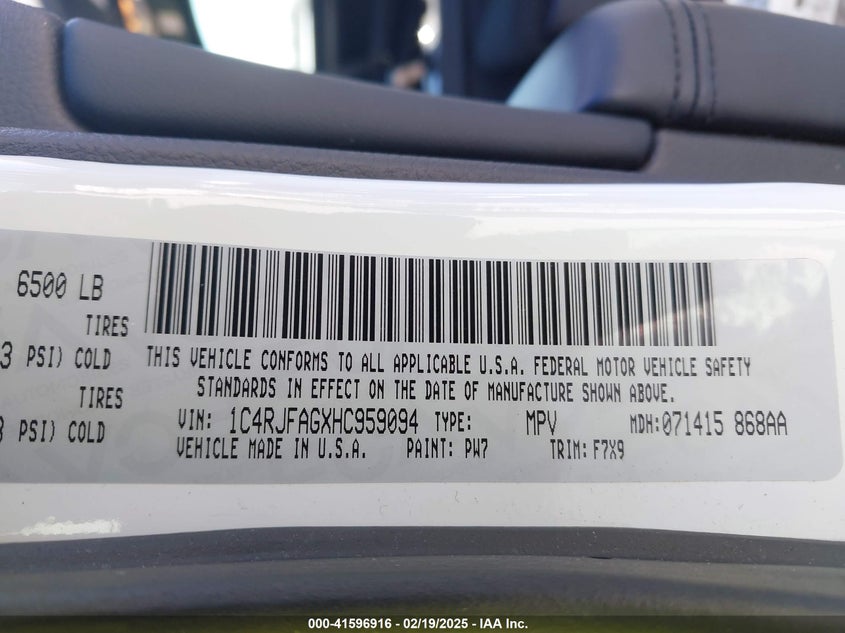 6500 LB
TIRES
3 PSI) COLD
THIS VEHICLE CONFORMS TO ALL APPLICABLE U.S.A. FEDERAL MOTOR VEHICLE SAFETY
STANDARDS IN EFFECT ON THE DATE OF MANUFACTURE SHOWN ABOVE.
TIRES
PSI) COLD
VIN: 1C4RJFAGXHC959094 TYPE: MPV MDH:071415 868AA
VEHICLE MADE IN U.S.A. PAINT: PW7 TRIM: F7X9
000-41596916 - 02/19/2025 - IAA Inc.